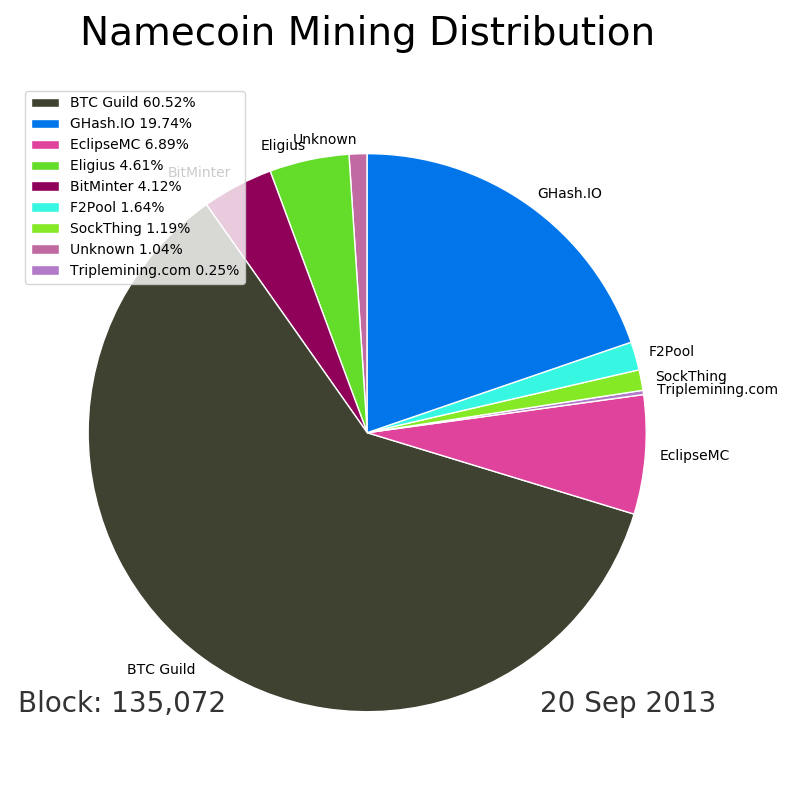 Namecoin Mining Distribution
BTC Guild 60.52%
GHash.IO 19.74%
EclipseMC 6.89%
Eligius 4.61%
BitMinter 4.12%
F2Pool 1.64%
SockThing 1.19%
Unknown 1.04%
Triplemining.com 0.25%
Unknown
Eligius
BitMinter
GHash.IO
F2Pool
SockThing
Triplemining.com
EclipseMC
BTC Guild
Block: 135,072
20 Sep 2013